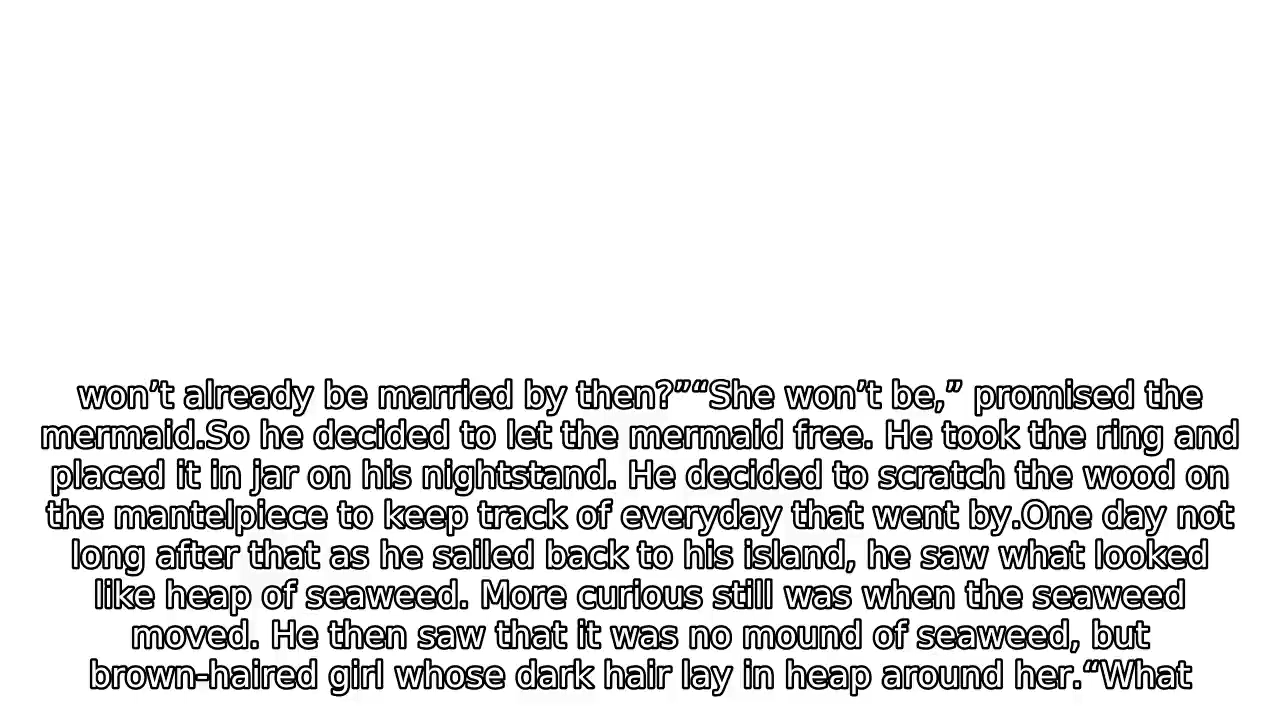 won’t already be married by then?”“She won’t be,” promised the
mermaid.So he decided to let the mermaid free. He took the ring and
placed it in jar on his nightstand. He decided to scratch the wood on
the mantelpiece to keep track of everyday that went by.One day not
long after that as he sailed back to his island, he saw what looked
like heap of seaweed. More curious still was when the seaweed
moved. He then saw that it was no mound of seaweed, but
brown-haired girl whose dark hair lay in heap around her.“What